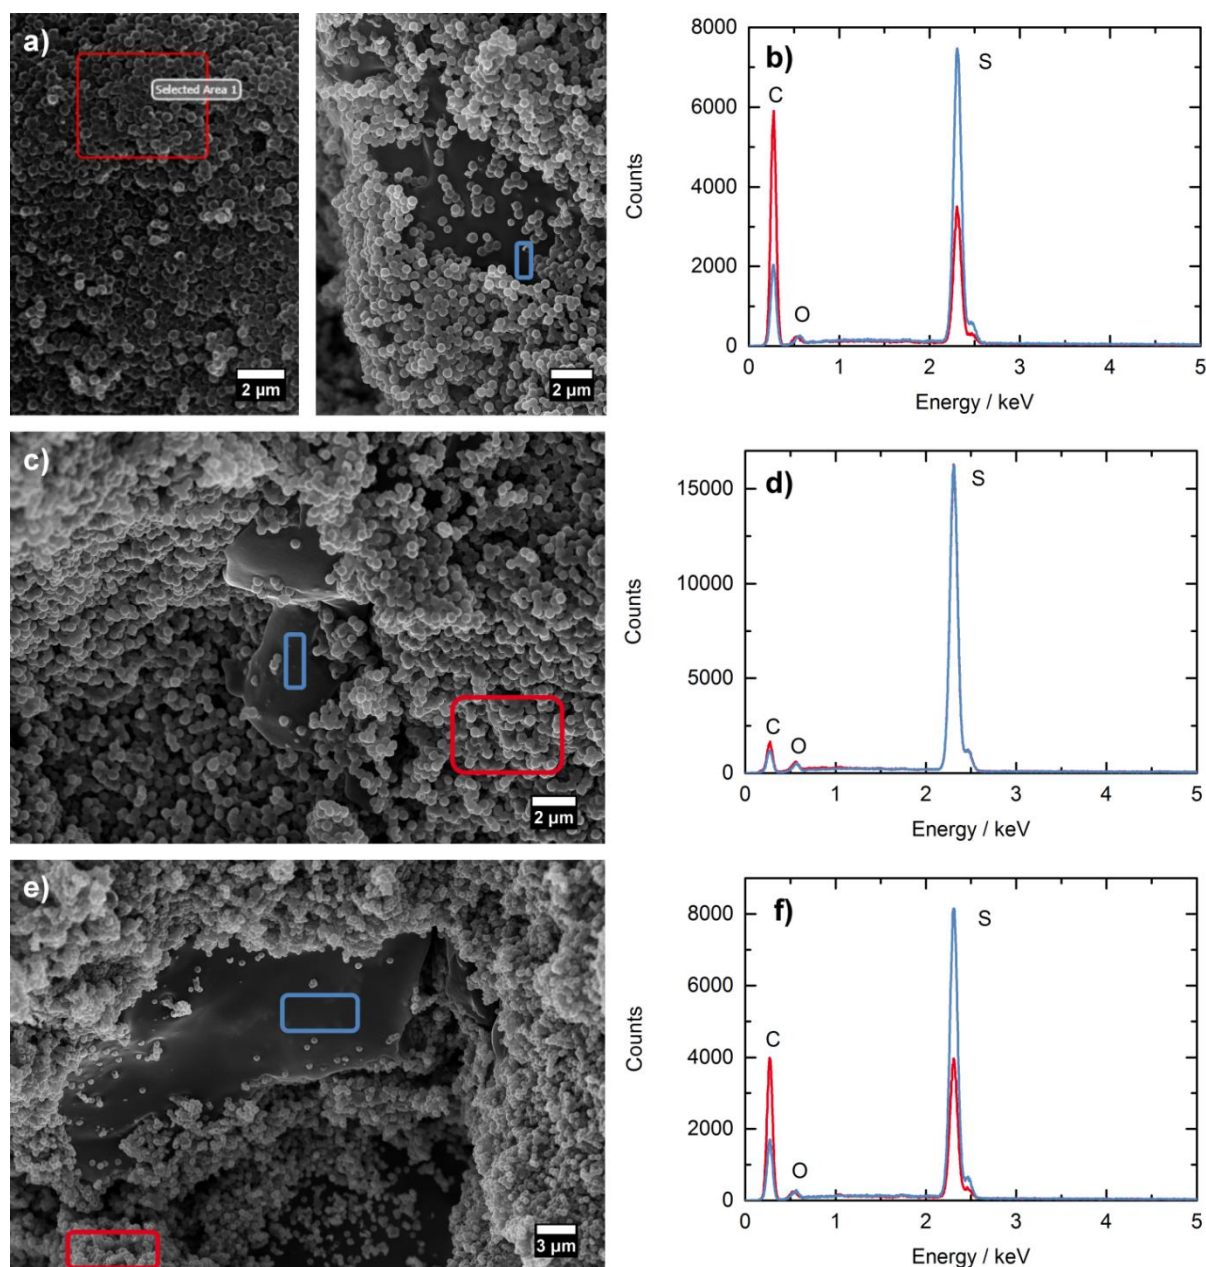 a)
Selected Area 1
2 µm
2 µm
b)
8000
6000
4000
2000
0
Counts
C
O
S
0
1
2
3
4
5
Energy / keV
c)
2 µm
d)
15000
10000
5000
0
Counts
C
O
S
0
1
2
3
4
5
Energy / keV
e)
3 µm
f)
8000
6000
4000
2000
0
Counts
C
O
S
0
1
2
3
4
5
Energy / keV